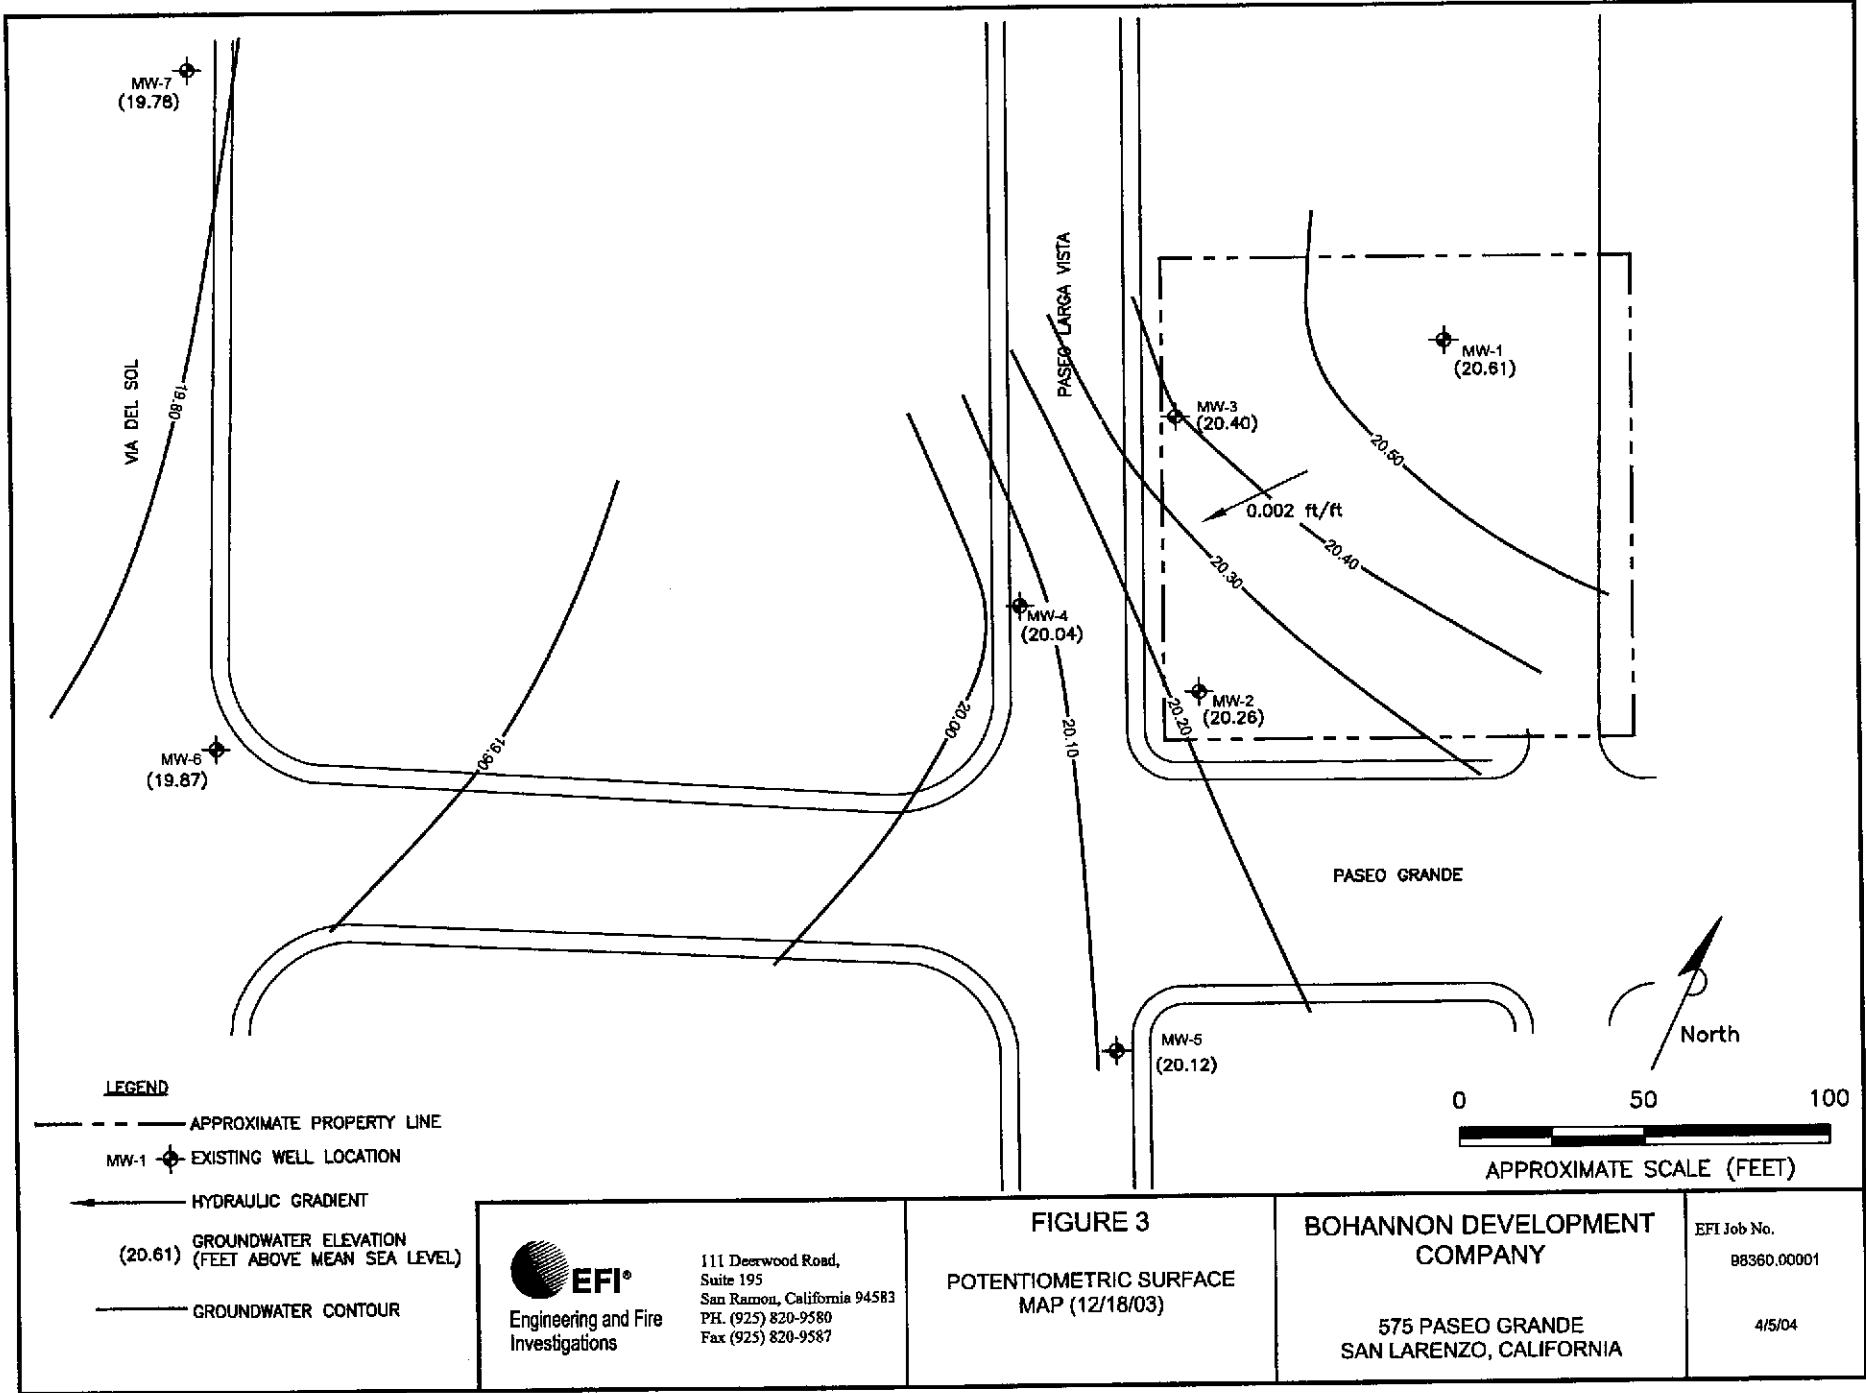 MW-7
(19.78)
VIA DEL SOL
19.80
MW-6
(19.87)
19.90
20.00
PASEO LARGA VISTA
MW-4
(20.04)
20.10
MW-1
(20.61)
MW-3
(20.40)
20.50
0.002 ft/ft
20.40
20.30
MW-2
(20.26)
20.20
PASEO GRANDE
MW-5
(20.12)
North
0 50 100
APPROXIMATE SCALE (FEET)
LEGEND
APPROXIMATE PROPERTY LINE
MW-1 EXISTING WELL LOCATION
HYDRAULIC GRADIENT
(20.61) GROUNDWATER ELEVATION
(FEET ABOVE MEAN SEA LEVEL)
GROUNDWATER CONTOUR
EFI®
Engineering and Fire
Investigations
111 Deerwood Road,
Suite 195
San Ramon, California 94583
PH. (925) 820-9580
Fax (925) 820-9587
FIGURE 3
POTENTIOMETRIC SURFACE
MAP (12/18/03)
BOHANNON DEVELOPMENT
COMPANY
575 PASEO GRANDE
SAN LARENZO, CALIFORNIA
EFI Job No.
98360.00001
4/5/04